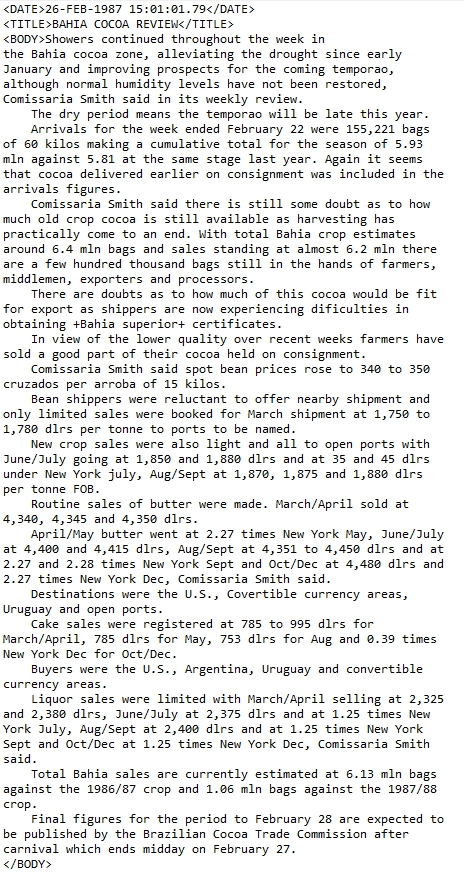 <DATE>26-FEB-1987 15:01:01.79</DATE>
<TITLE>BAHIA COCOA REVIEW</TITLE>
<BODY>Showers continued throughout the week in
the Bahia cocoa zone, alleviating the drought since early
January and improving prospects for the coming temporao,
although normal humidity levels have not been restored,
Comissaria Smith said in its weekly review.
The dry period means the temporao will be late this year.
Arrivals for the week ended February 22 were 155,221 bags
of 60 kilos making a cumulative total for the season of 5.93
mln against 5.81 at the same stage last year. Again it seems
that cocoa delivered earlier on consignment was included in the
arrivals figures.
Comissaria Smith said there is still some doubt as to how
much old crop cocoa is still available as harvesting has
practically come to an end. With total Bahia crop estimates
around 6.4 mln bags and sales standing at almost 6.2 mln there
are a few hundred thousand bags still in the hands of farmers,
middlemen, exporters and processors.
There are doubts as to how much of this cocoa would be fit
for export as shippers are now experiencing dificulties in
obtaining +Bahia superior+ certificates.
In view of the lower quality over recent weeks farmers have
sold a good part of their cocoa held on consignment.
Comissaria Smith said spot bean prices rose to 340 to 350
cruzados per arroba of 15 kilos.
Bean shippers were reluctant to offer nearby shipment and
only limited sales were booked for March shipment at 1,750 to
1,780 dlrs per tonne to ports to be named.
New crop sales were also light and all to open ports with
June/July going at 1,850 and 1,880 dlrs and at 35 and 45 dlrs
under New York july, Aug/Sept at 1,870, 1,875 and 1,880 dlrs
per tonne FOB.
Routine sales of butter were made. March/April sold at
4,340, 4,345 and 4,350 dlrs.
April/May butter went at 2.27 times New York May, June/July
at 4,400 and 4,415 dlrs, Aug/Sept at 4,351 to 4,450 dlrs and at
2.27 and 2.28 times New York Sept and Oct/Dec at 4,480 dlrs and
2.27 times New York Dec, Comissaria Smith said.
Destinations were the U.S., Covertible currency areas,
Uruguay and open ports.
Cake sales were registered at 785 to 995 dlrs for
March/April, 785 dlrs for May, 753 dlrs for Aug and 0.39 times
New York Dec for Oct/Dec.
Buyers were the U.S., Argentina, Uruguay and convertible
currency areas.
Liquor sales were limited with March/April selling at 2,325
and 2,380 dlrs, June/July at 2,375 dlrs and at 1.25 times New
York July, Aug/Sept at 2,400 dlrs and at 1.25 times New York
Sept and Oct/Dec at 1.25 times New York Dec, Comissaria Smith
said.
Total Bahia sales are currently estimated at 6.13 mln bags
against the 1986/87 crop and 1.06 mln bags against the 1987/88
crop.
Final figures for the period to February 28 are expected to
be published by the Brazilian Cocoa Trade Commission after
carnival which ends midday on February 27.
</BODY>